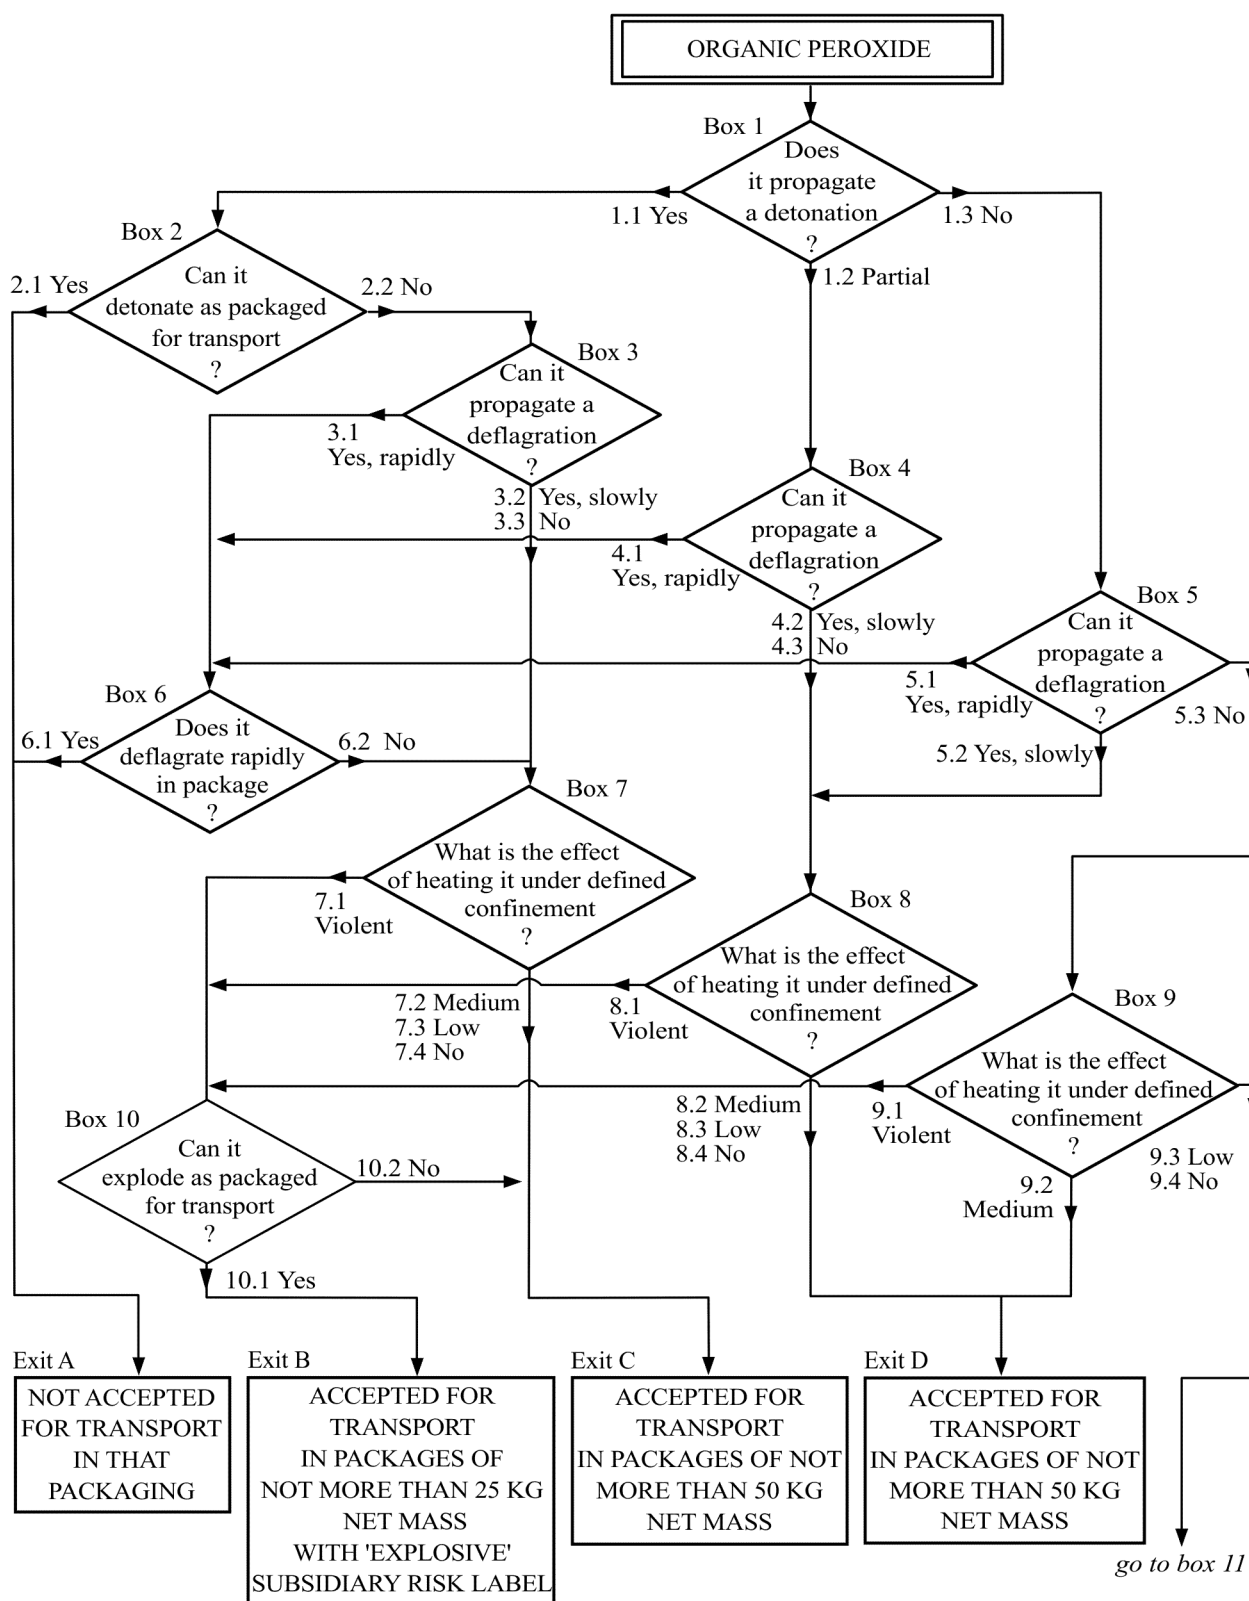 ORGANIC PEROXIDE
Box 1
Does
it propagate
a detonation
?
1.1 Yes
1.3 No
1.2 Partial
Box 2
Can it
detonate as packaged
for transport
?
2.1 Yes
2.2 No
Box 3
Can it
propagate a
deflagration
?
3.1
Yes, rapidly
3.2 Yes, slowly
3.3 No
Box 4
Can it
propagate a
deflagration
?
4.1
Yes, rapidly
4.2 Yes, slowly
4.3 No
Box 5
Can it
propagate a
deflagration
?
5.1
Yes, rapidly
5.3 No
5.2 Yes, slowly
Box 6
Does it
deflagrate rapidly
in package
?
6.1 Yes
6.2 No
Box 7
What is the effect
of heating it under defined
confinement
?
7.1
Violent
7.2 Medium
7.3 Low
7.4 No
Box 8
What is the effect
of heating it under defined
confinement
?
8.1
Violent
8.2 Medium
8.3 Low
8.4 No
Box 9
What is the effect
of heating it under defined
confinement
?
9.1
Violent
9.2
Medium
9.3 Low
9.4 No
Box 10
Can it
explode as packaged
for transport
?
10.2 No
10.1 Yes
Exit A
NOT ACCEPTED
FOR TRANSPORT
IN THAT
PACKAGING
Exit B
ACCEPTED FOR
TRANSPORT
IN PACKAGES OF
NOT MORE THAN 25 KG
NET MASS
WITH 'EXPLOSIVE'
SUBSIDIARY RISK LABEL
Exit C
ACCEPTED FOR
TRANSPORT
IN PACKAGES OF NOT
MORE THAN 50 KG
NET MASS
Exit D
ACCEPTED FOR
TRANSPORT
IN PACKAGES OF NOT
MORE THAN 50 KG
NET MASS
go to box 11